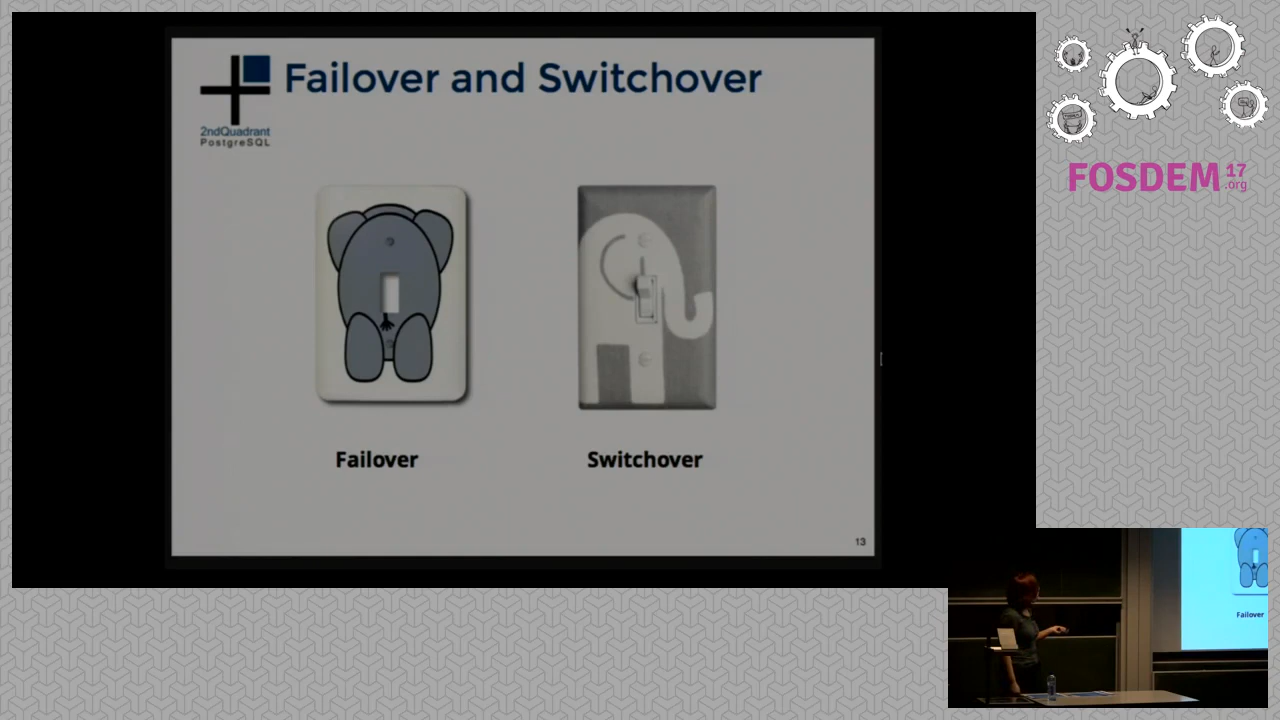 Failover and Switchover
2ndQuadrant
PostgreSQL
Failover
Switchover
13
FOSDEM 17
.org
Failover